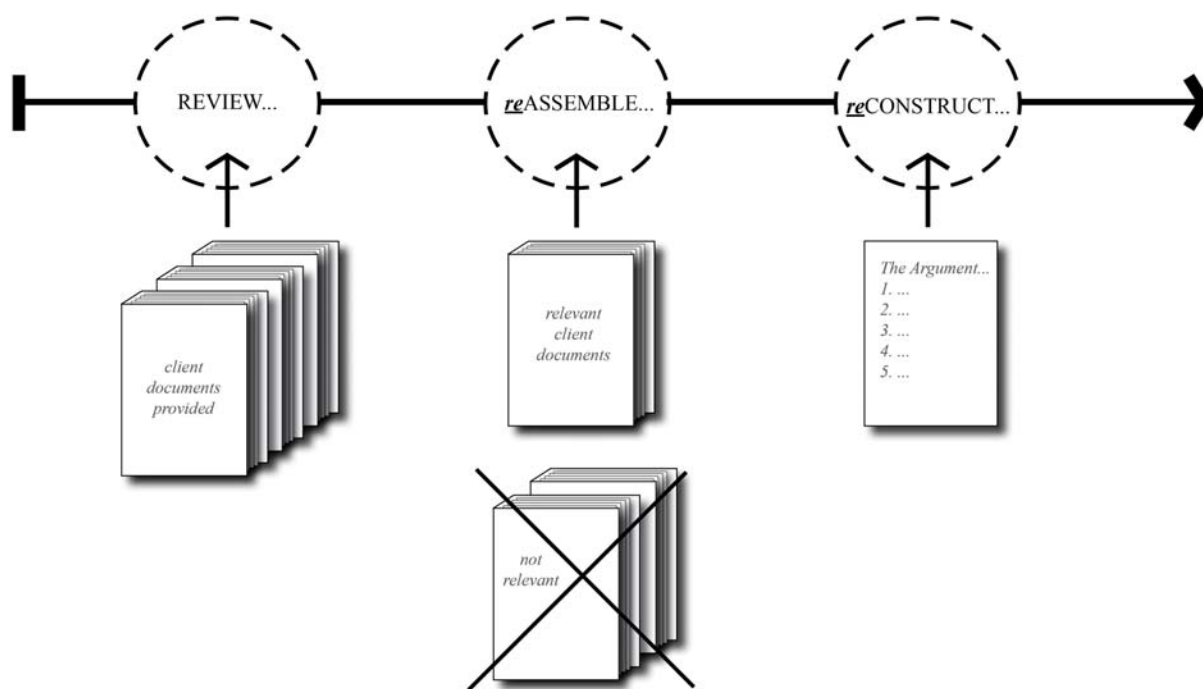 REVIEW...
reASSEMBLE...
reCONSTRUCT...
client
documents
provided
relevant
client
documents
The Argument...
1. ...
2. ...
3. ...
4. ...
5. ...
not
relevant